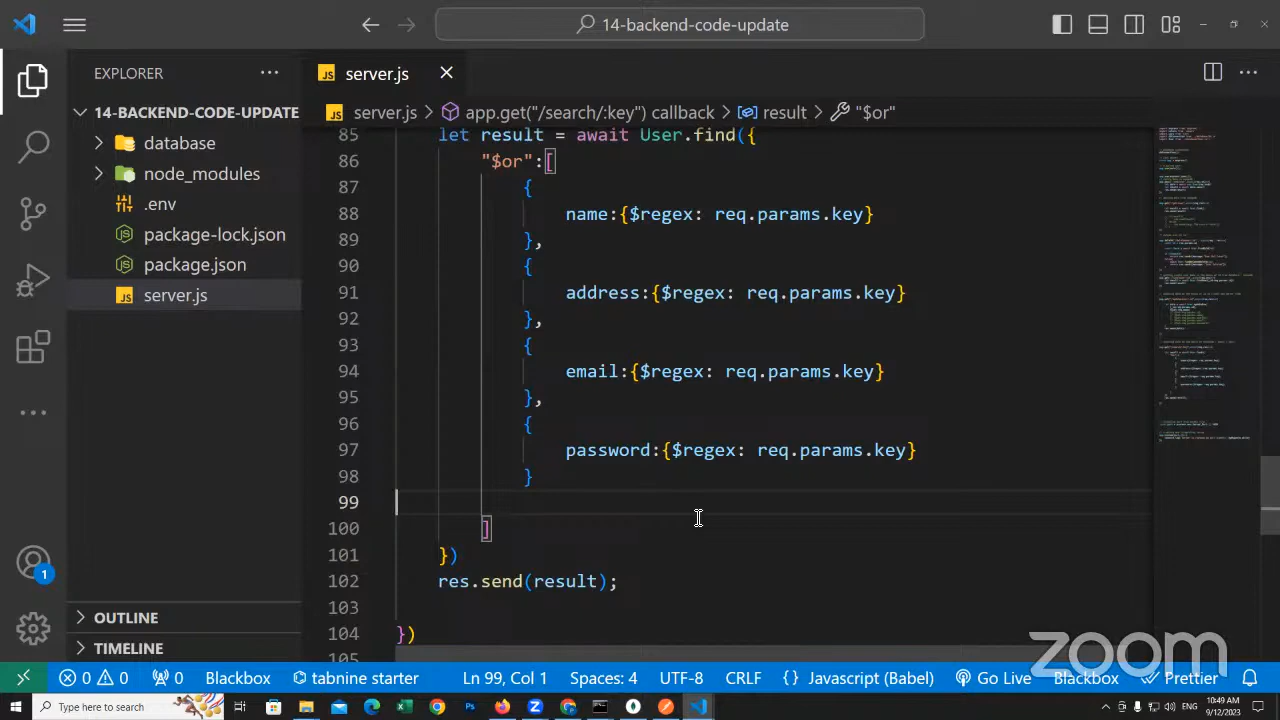 14-backend-code-update
EXPLORER
server.js
14-BACKEND-CODE-UPDATE
server.js > app.get("/search/:key") callback > result > "$or"
database
node_modules
.env
package-lock.json
package.json
server.js
85 let result = await User.find({
86 "$or":[
87 {
88 name:{$regex: req.params.key}
89 },
90 {
91 address:{$regex: req.params.key}
92 },
93 {
94 email:{$regex: req.params.key}
95 },
96 {
97 password:{$regex: req.params.key}
98 }
99
100 ]
101 })
102 res.send(result);
103
104 })
105
OUTLINE
TIMELINE
1
zoom
0 0 0 Blackbox tabnine starter Ln 99, Col 1 Spaces: 4 UTF-8 CRLF {} Javascript (Babel) Go Live Blackbox Prettier
Type here to search
10:49 AM
9/12/2023